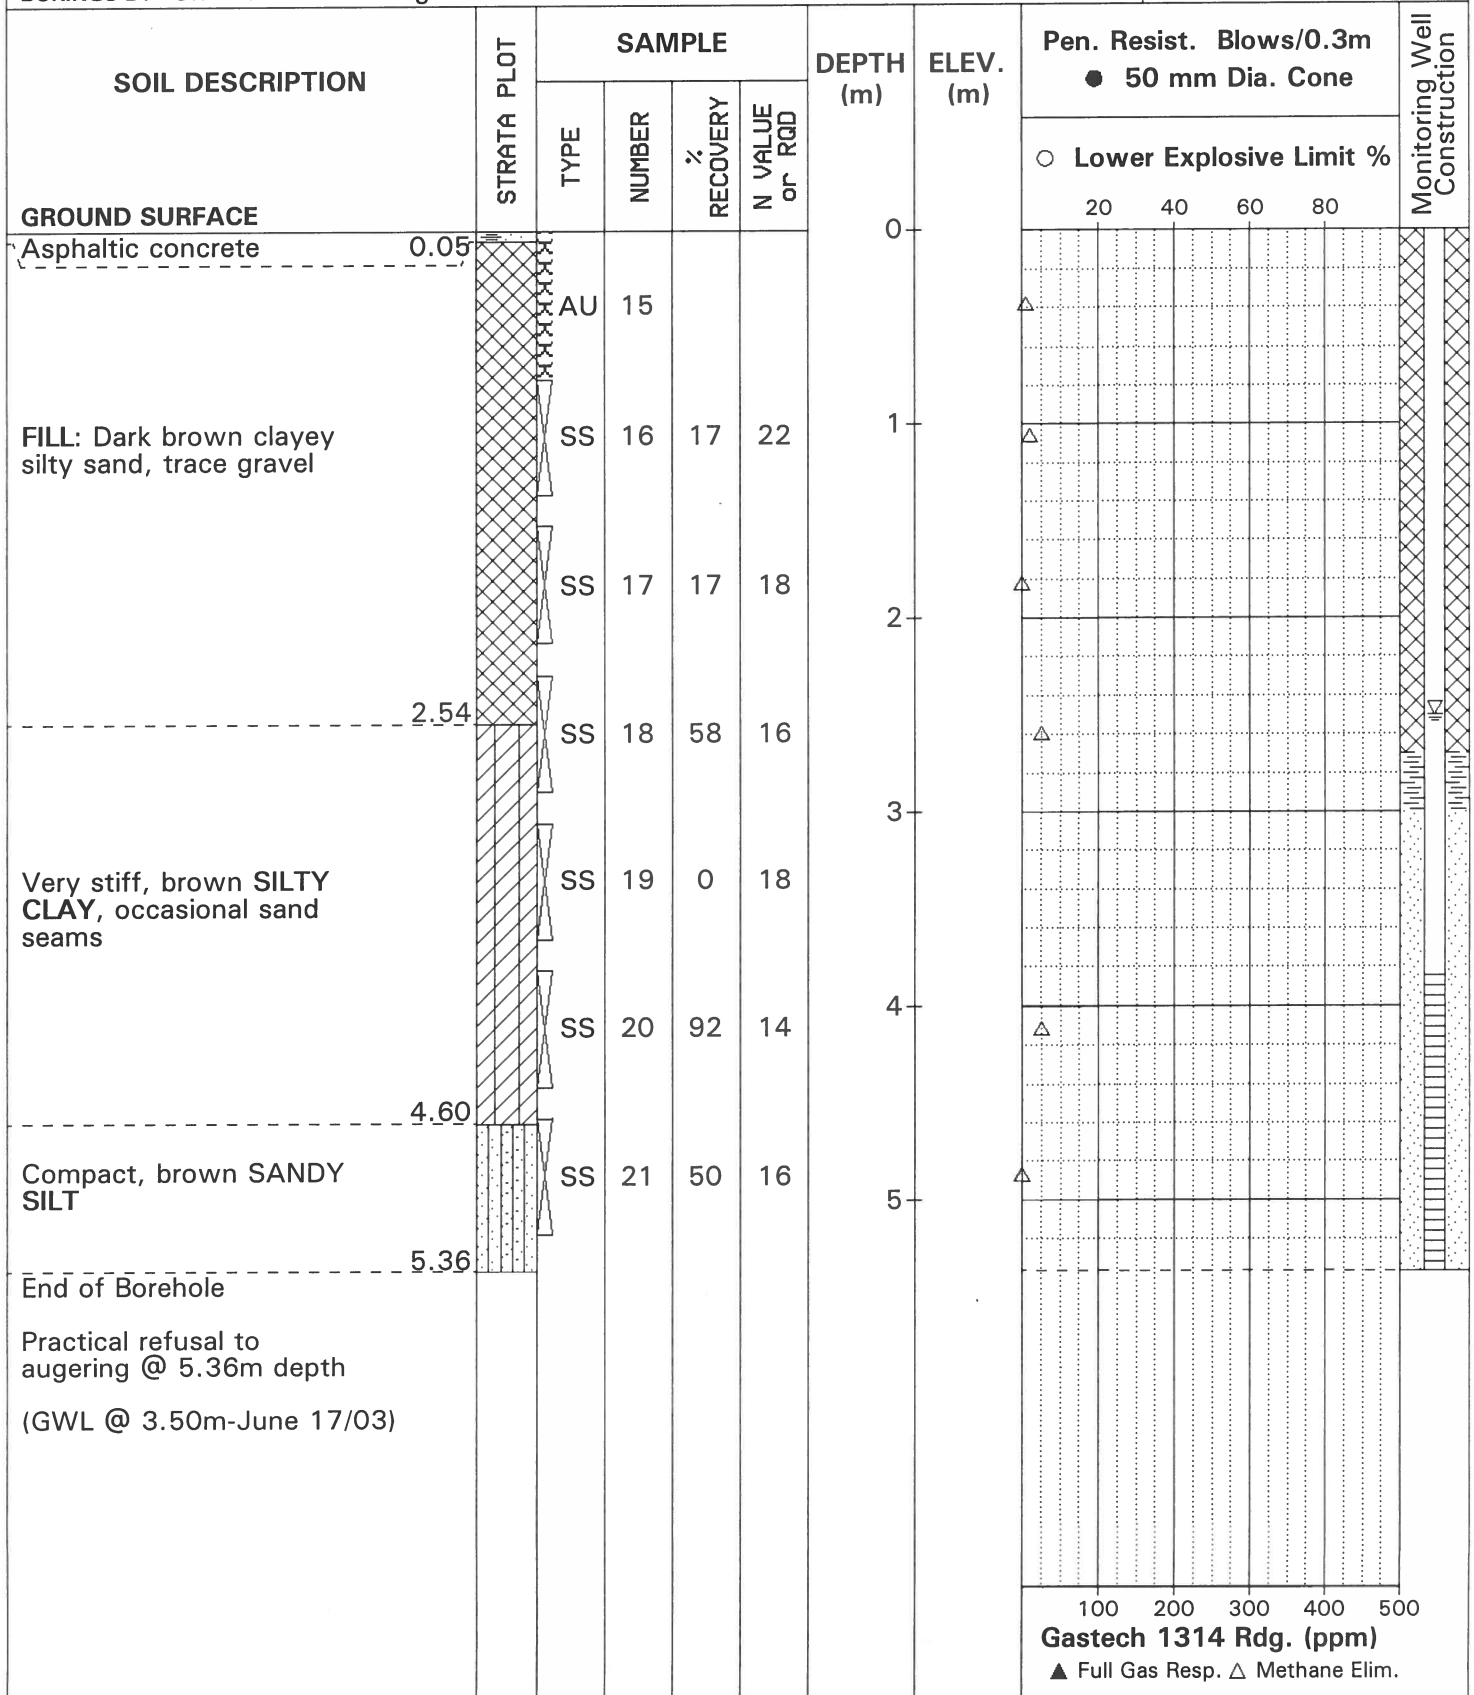 SOIL DESCRIPTION
GROUND SURFACE
STRATA PLOT
SAMPLE
TYPE
NUMBER
%
RECOVERY
N VALUE
or RQD
DEPTH
(m)
ELEV.
(m)
Pen. Resist. Blows/0.3m
● 50 mm Dia. Cone
○ Lower Explosive Limit %
20 40 60 80
Monitoring Well
Construction
Asphaltic concrete 0.05
0
AU 15
FILL: Dark brown clayey
silty sand, trace gravel
SS 16 17 22
1
SS 17 17 18
2
2.54
SS 18 58 16
3
Very stiff, brown SILTY
CLAY, occasional sand
seams
SS 19 0 18
4
SS 20 92 14
4.60
Compact, brown SANDY
SILT
SS 21 50 16
5
5.36
End of Borehole
Practical refusal to
augering @ 5.36m depth
(GWL @ 3.50m-June 17/03)
100 200 300 400 500
Gastech 1314 Rdg. (ppm)
▲ Full Gas Resp. △ Methane Elim.